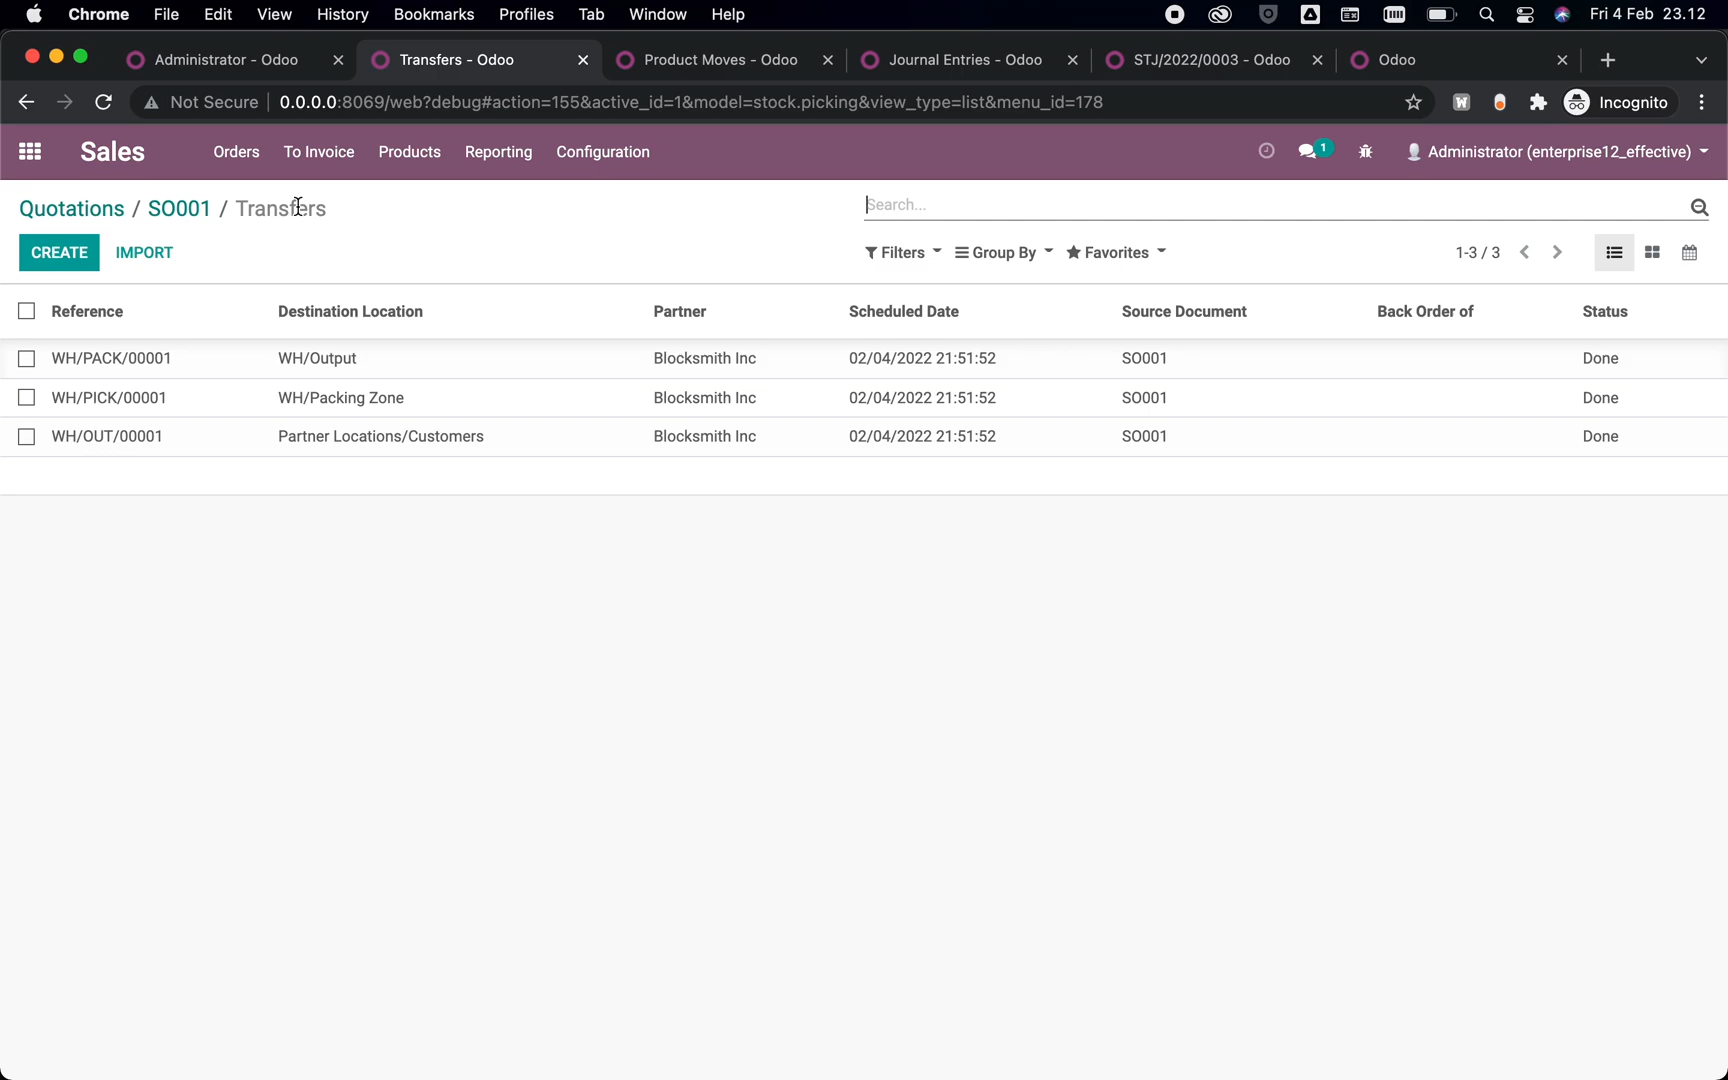 Chrome File Edit View History Bookmarks Profiles Tab Window Help Fri 4 Feb 23.12
Administrator - Odoo Transfers - Odoo Product Moves - Odoo Journal Entries - Odoo STJ/2022/0003 - Odoo Odoo
Not Secure 0.0.0.0:8069/web?debug#action=155&active_id=1&model=stock.picking&view_type=list&menu_id=178 W Incognito
Sales Orders To Invoice Products Reporting Configuration 1 Administrator (enterprise12_effective)
Quotations / SO001 / Transfers Search...
CREATE IMPORT Filters Group By Favorites 1-3 / 3
Reference Destination Location Partner Scheduled Date Source Document Back Order of Status
WH/PACK/00001 WH/Output Blocksmith Inc 02/04/2022 21:51:52 SO001 Done
WH/PICK/00001 WH/Packing Zone Blocksmith Inc 02/04/2022 21:51:52 SO001 Done
WH/OUT/00001 Partner Locations/Customers Blocksmith Inc 02/04/2022 21:51:52 SO001 Done